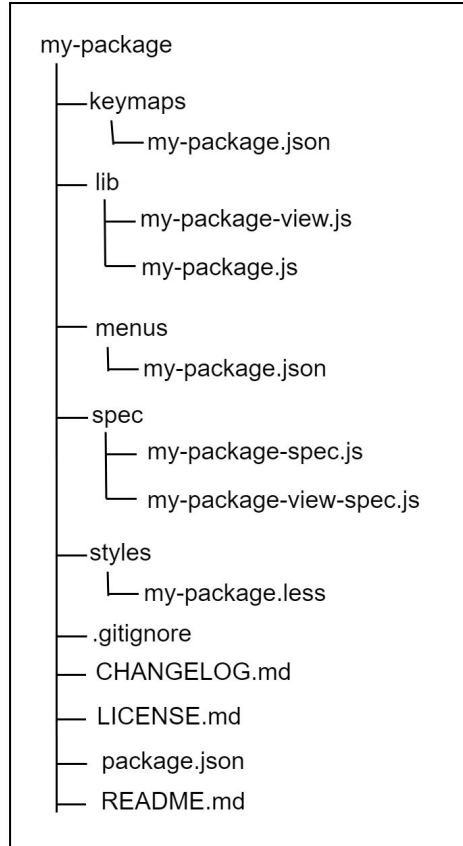 my-package
keymaps
my-package.json
lib
my-package-view.js
my-package.js
menus
my-package.json
spec
my-package-spec.js
my-package-view-spec.js
styles
my-package.less
.gitignore
CHANGELOG.md
LICENSE.md
package.json
README.md